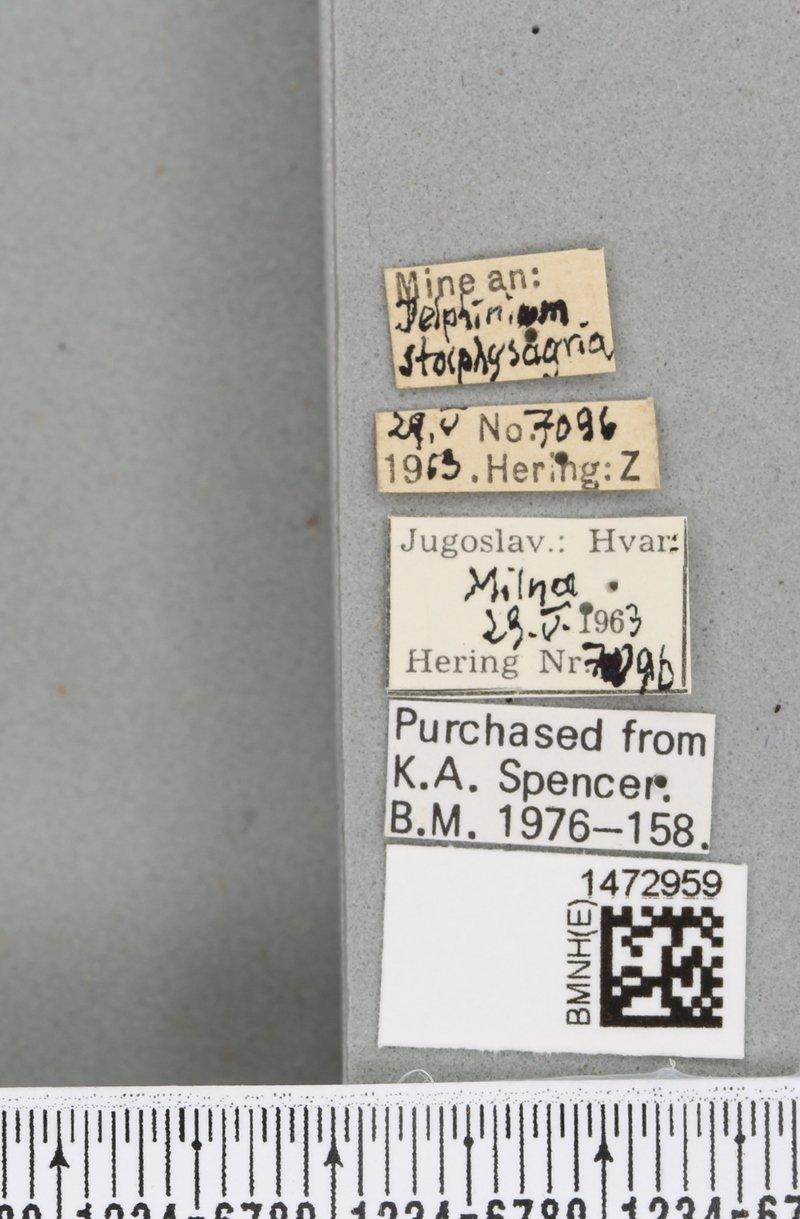 Mine an:
Delphinium
staphysagria
29.V No.7096
1963. Hering: Z
Jugoslav.: Hvar:
Milna
29.V.1963
Hering Nr. 7096
Purchased from
K.A. Spencer.
B.M. 1976–158.
1472959
BMNH(E)